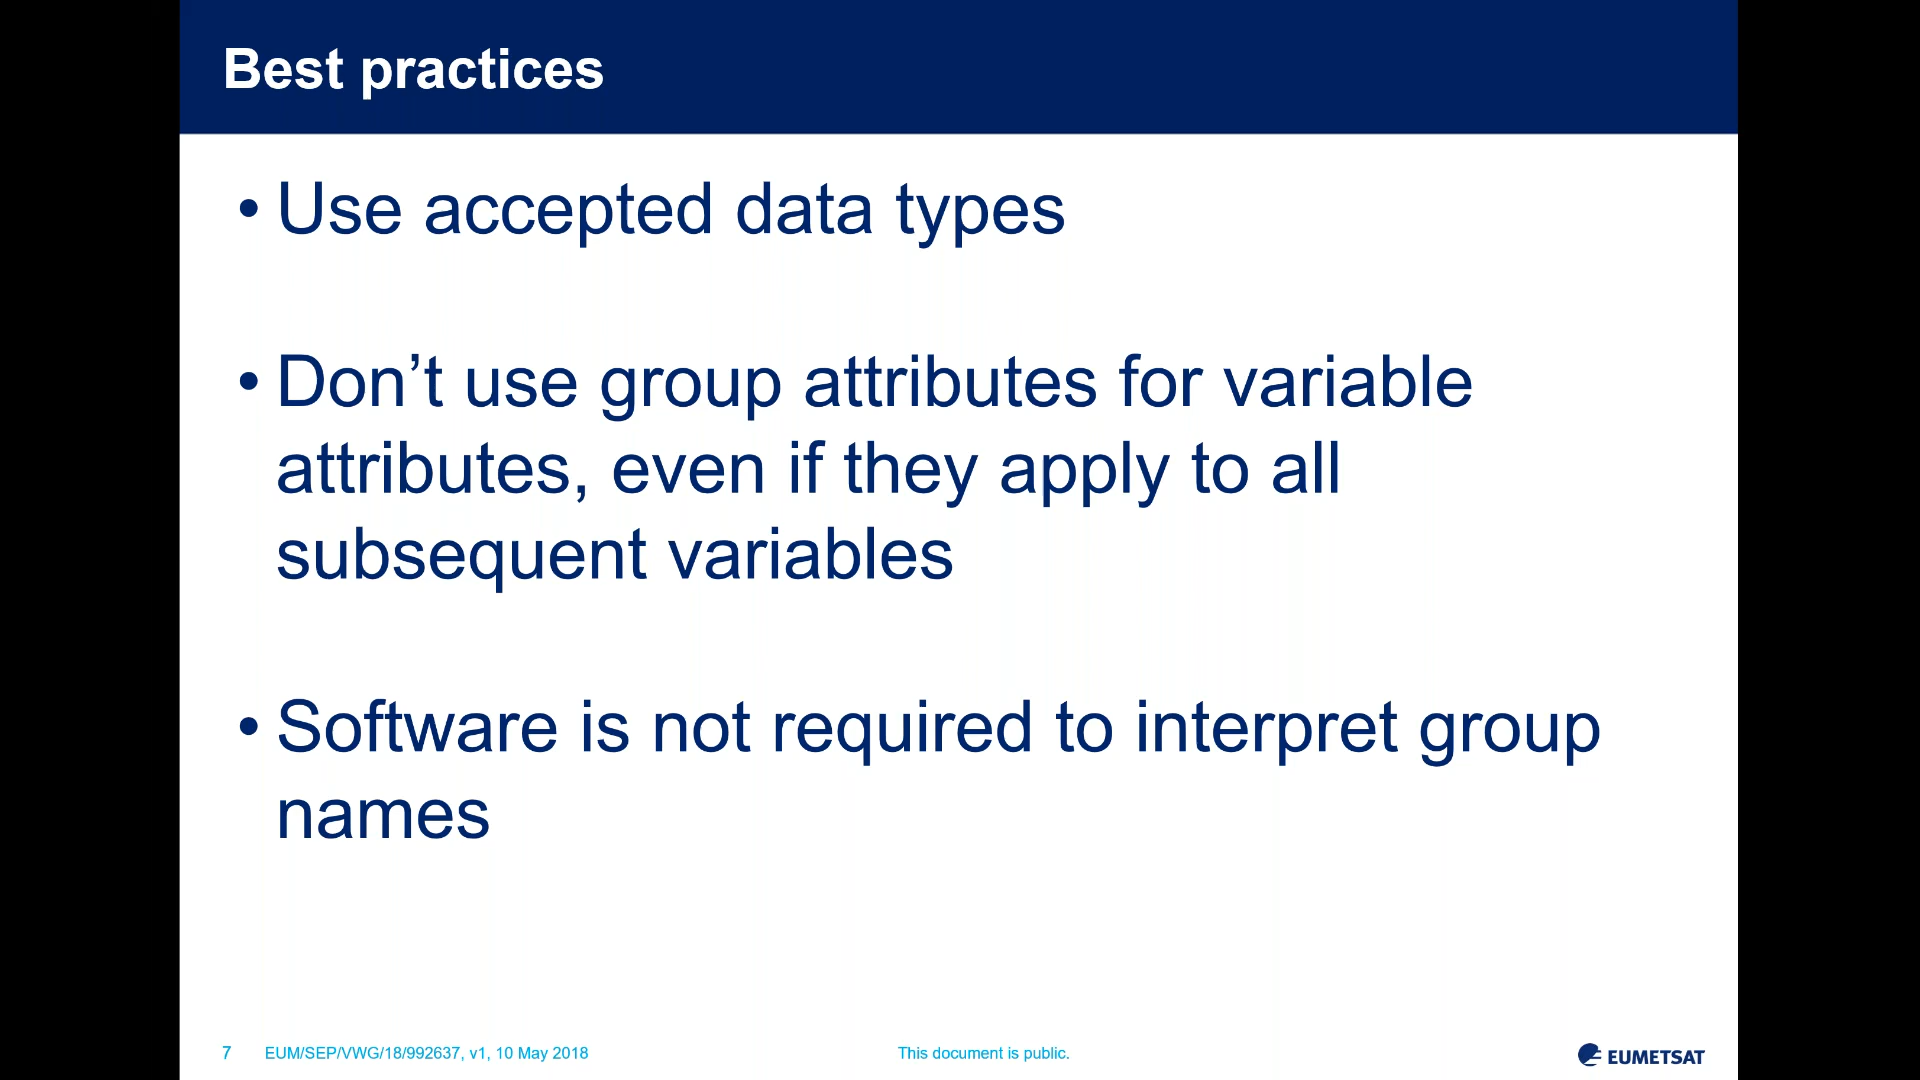 Best practices
• Use accepted data types
• Don’t use group attributes for variable
attributes, even if they apply to all
subsequent variables
• Software is not required to interpret group
names
7 EUM/SEP/VWG/18/992637, v1, 10 May 2018 This document is public. EUMETSAT